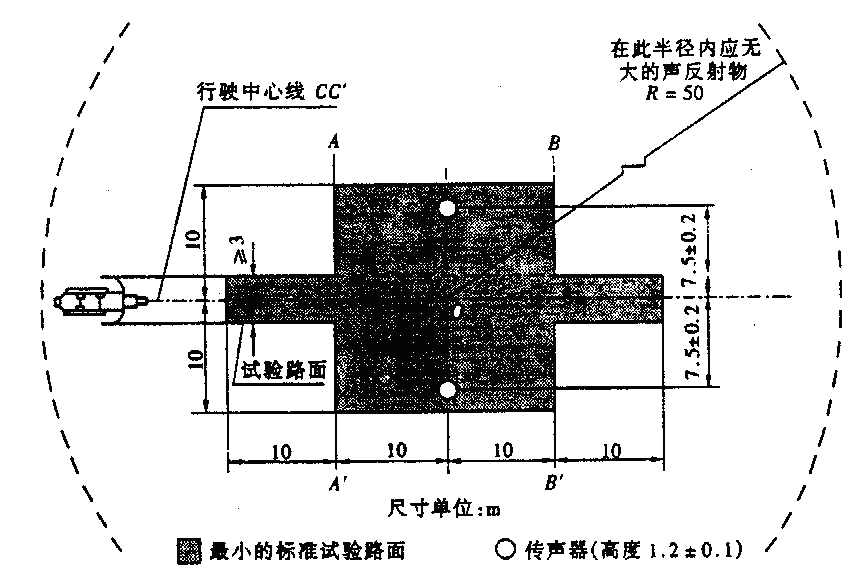 在此半径内应无
大的声反射物
R=50
行驶中心线 CC′
A
B
10
≥3
7.5±0.2
10
7.5±0.2
试验路面
10
10
10
10
A′
B′
尺寸单位:m
最小的标准试验路面
传声器(高度1.2±0.1)